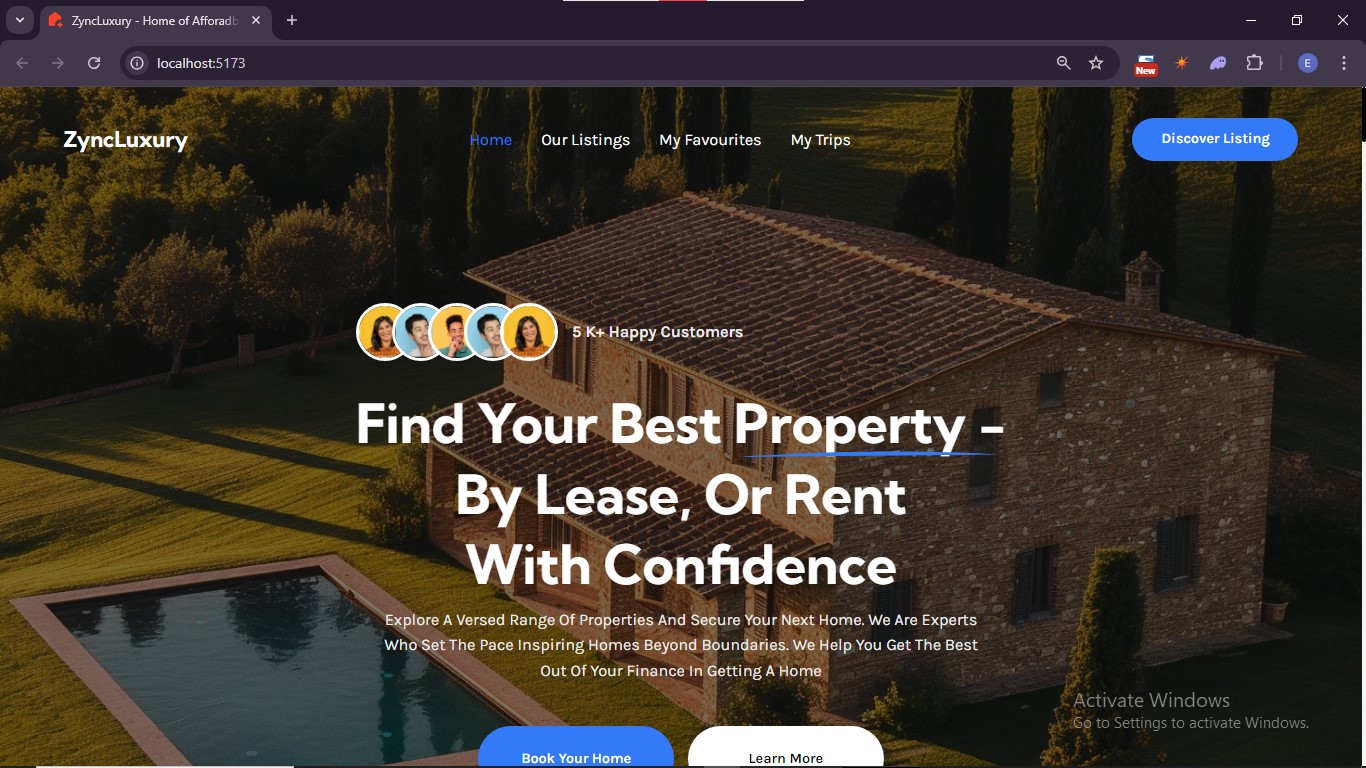 ZyncLuxury - Home of Afforadb
localhost:5173
New
E
ZyncLuxury
Home
Our Listings
My Favourites
My Trips
Discover Listing
5 K+ Happy Customers
Find Your Best Property -
By Lease, Or Rent
With Confidence
Explore A Versed Range Of Properties And Secure Your Next Home. We Are Experts
Who Set The Pace Inspiring Homes Beyond Boundaries. We Help You Get The Best
Out Of Your Finance In Getting A Home
Activate Windows
Go to Settings to activate Windows.
Book Your Home
Learn More